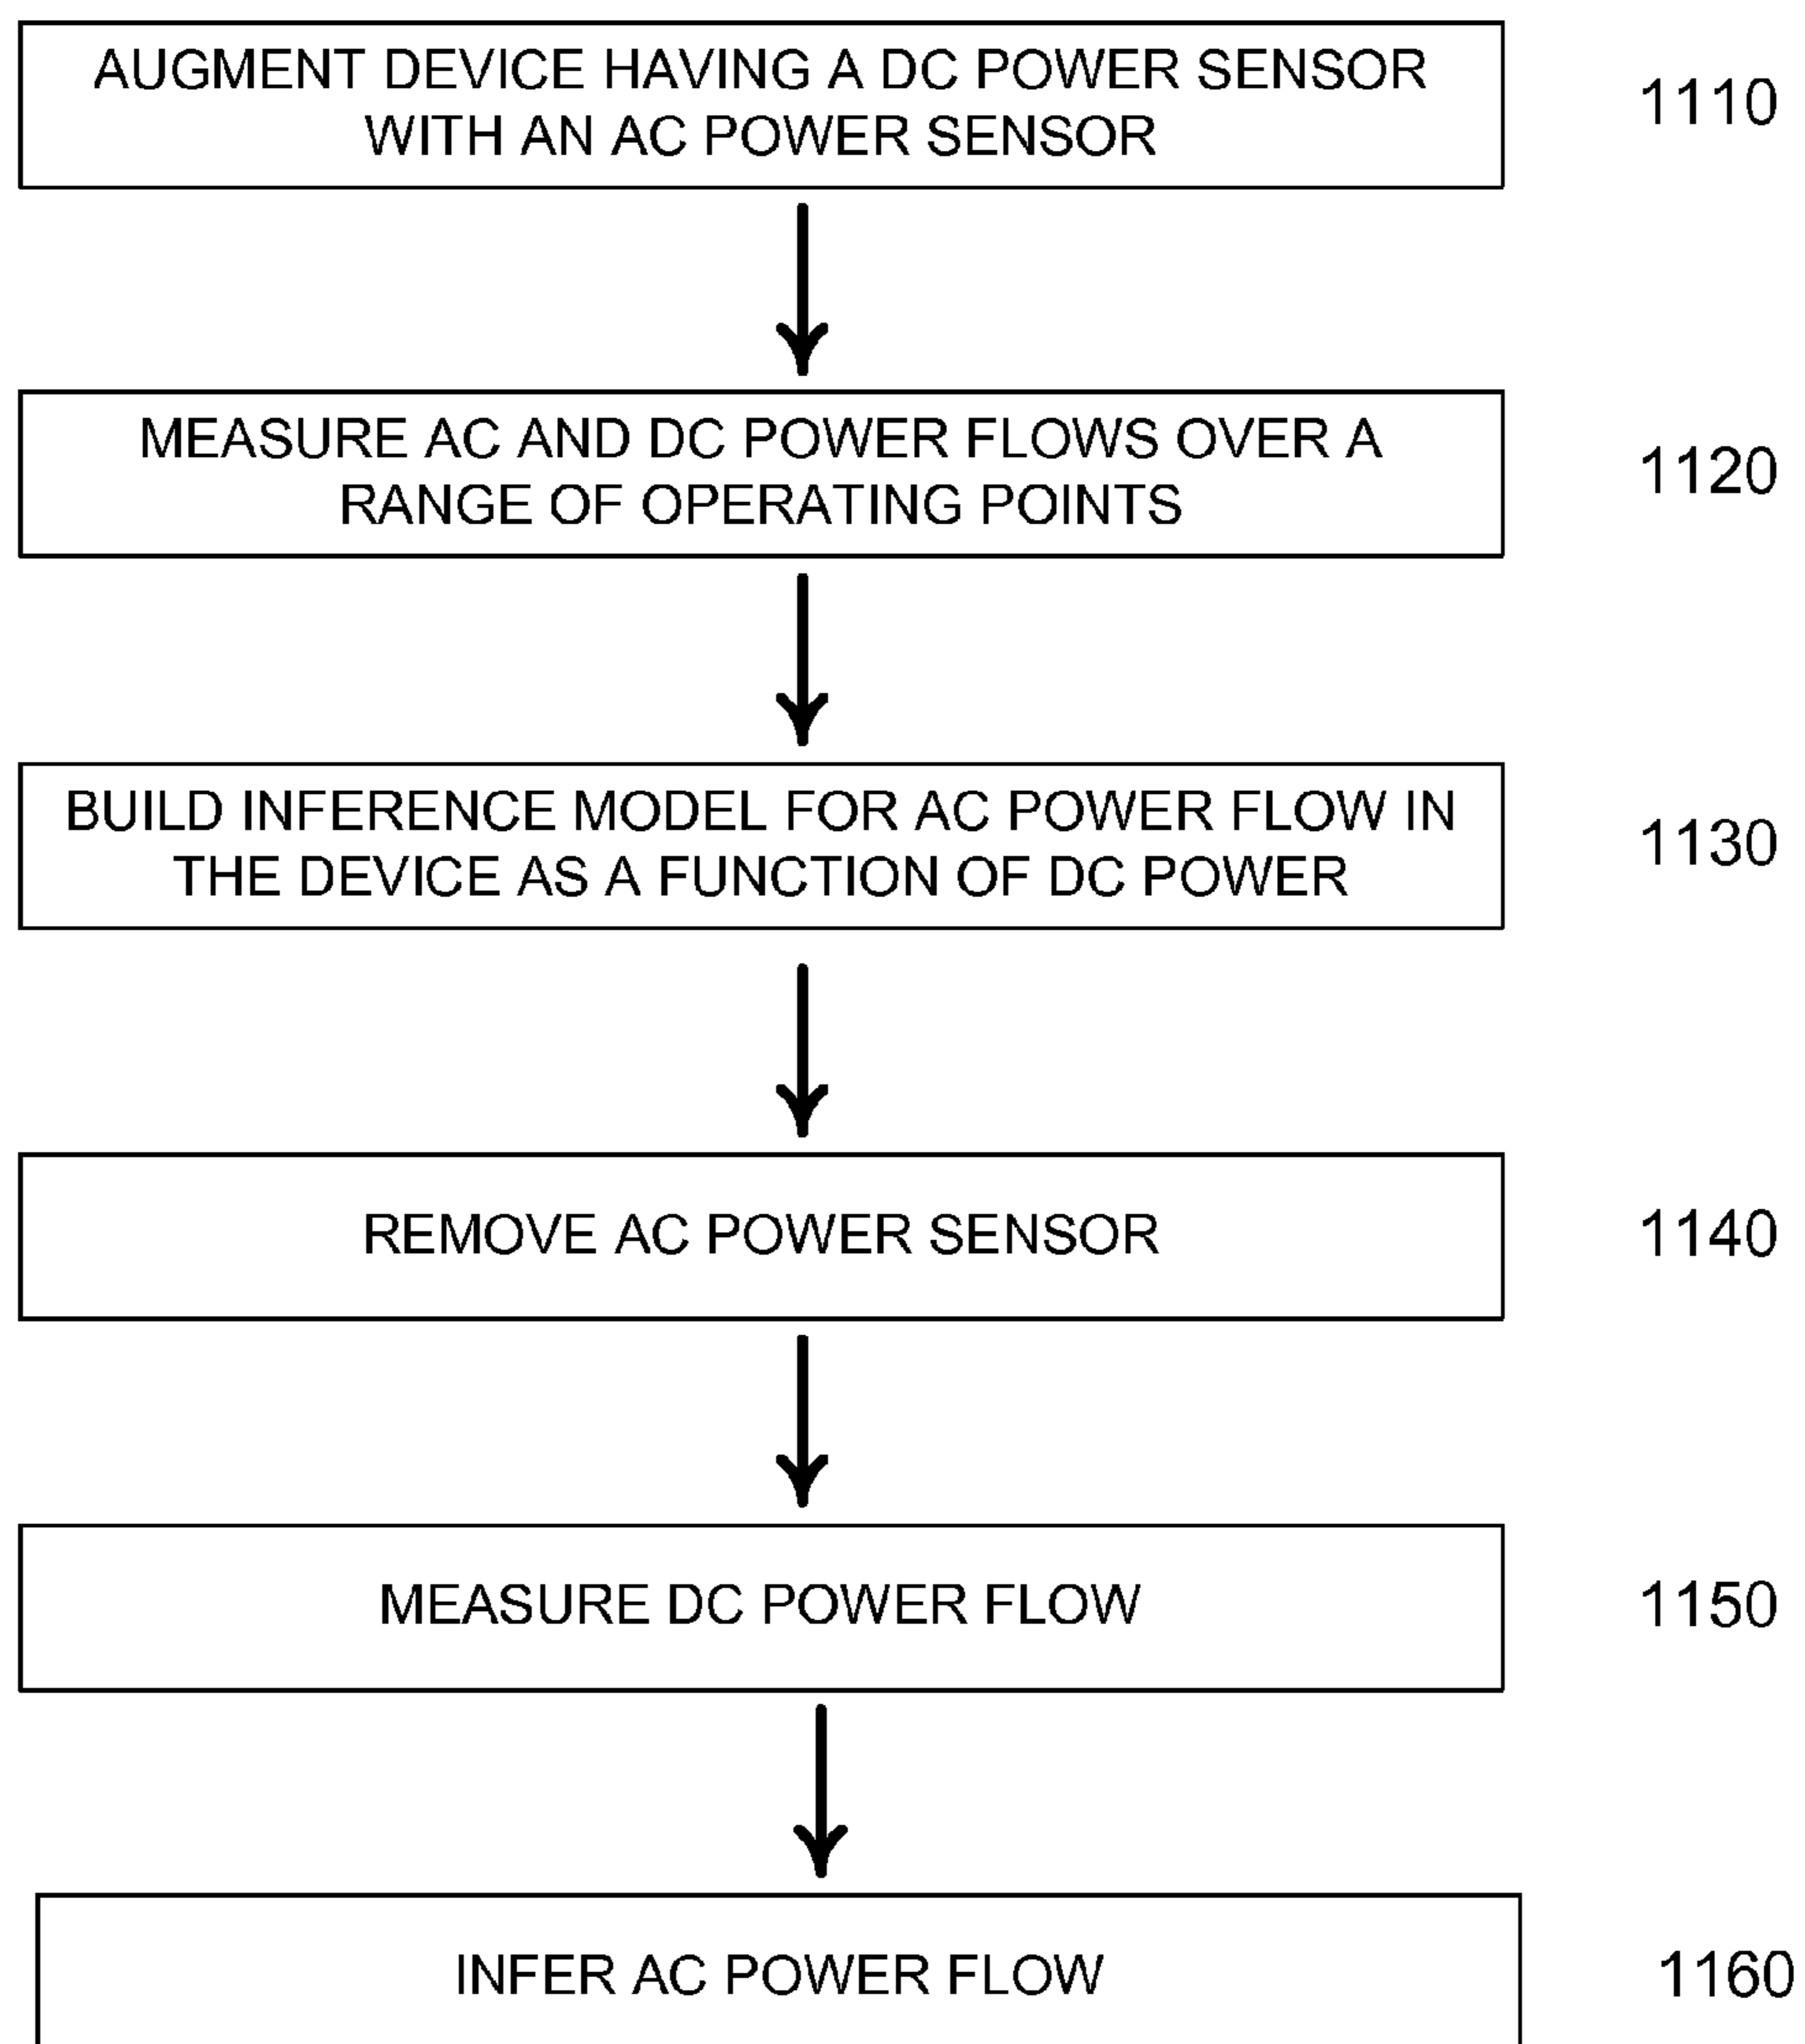 AUGMENT DEVICE HAVING A DC POWER SENSOR
WITH AN AC POWER SENSOR
1110
MEASURE AC AND DC POWER FLOWS OVER A
RANGE OF OPERATING POINTS
1120
BUILD INFERENCE MODEL FOR AC POWER FLOW IN
THE DEVICE AS A FUNCTION OF DC POWER
1130
REMOVE AC POWER SENSOR
1140
MEASURE DC POWER FLOW
1150
INFER AC POWER FLOW
1160